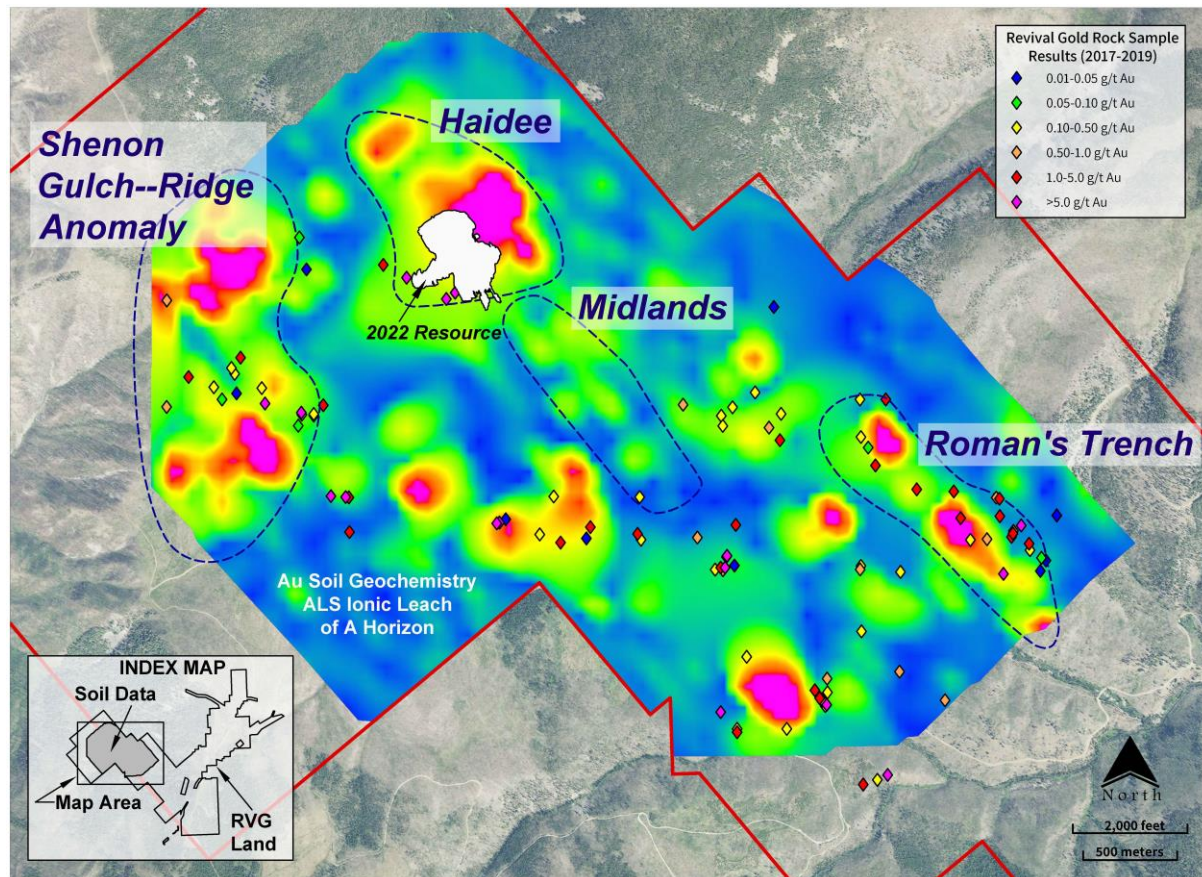 Revival Gold Rock Sample
Results (2017-2019)
0.01-0.05 g/t Au
0.05-0.10 g/t Au
0.10-0.50 g/t Au
0.50-1.0 g/t Au
1.0-5.0 g/t Au
>5.0 g/t Au
Haidee
Shenon
Gulch--Ridge
Anomaly
Midlands
2022 Resource
Roman's Trench
Au Soil Geochemistry
ALS Ionic Leach
of A Horizon
INDEX MAP
Soil Data
Map Area
RVG
Land
North
2,000 feet
500 meters